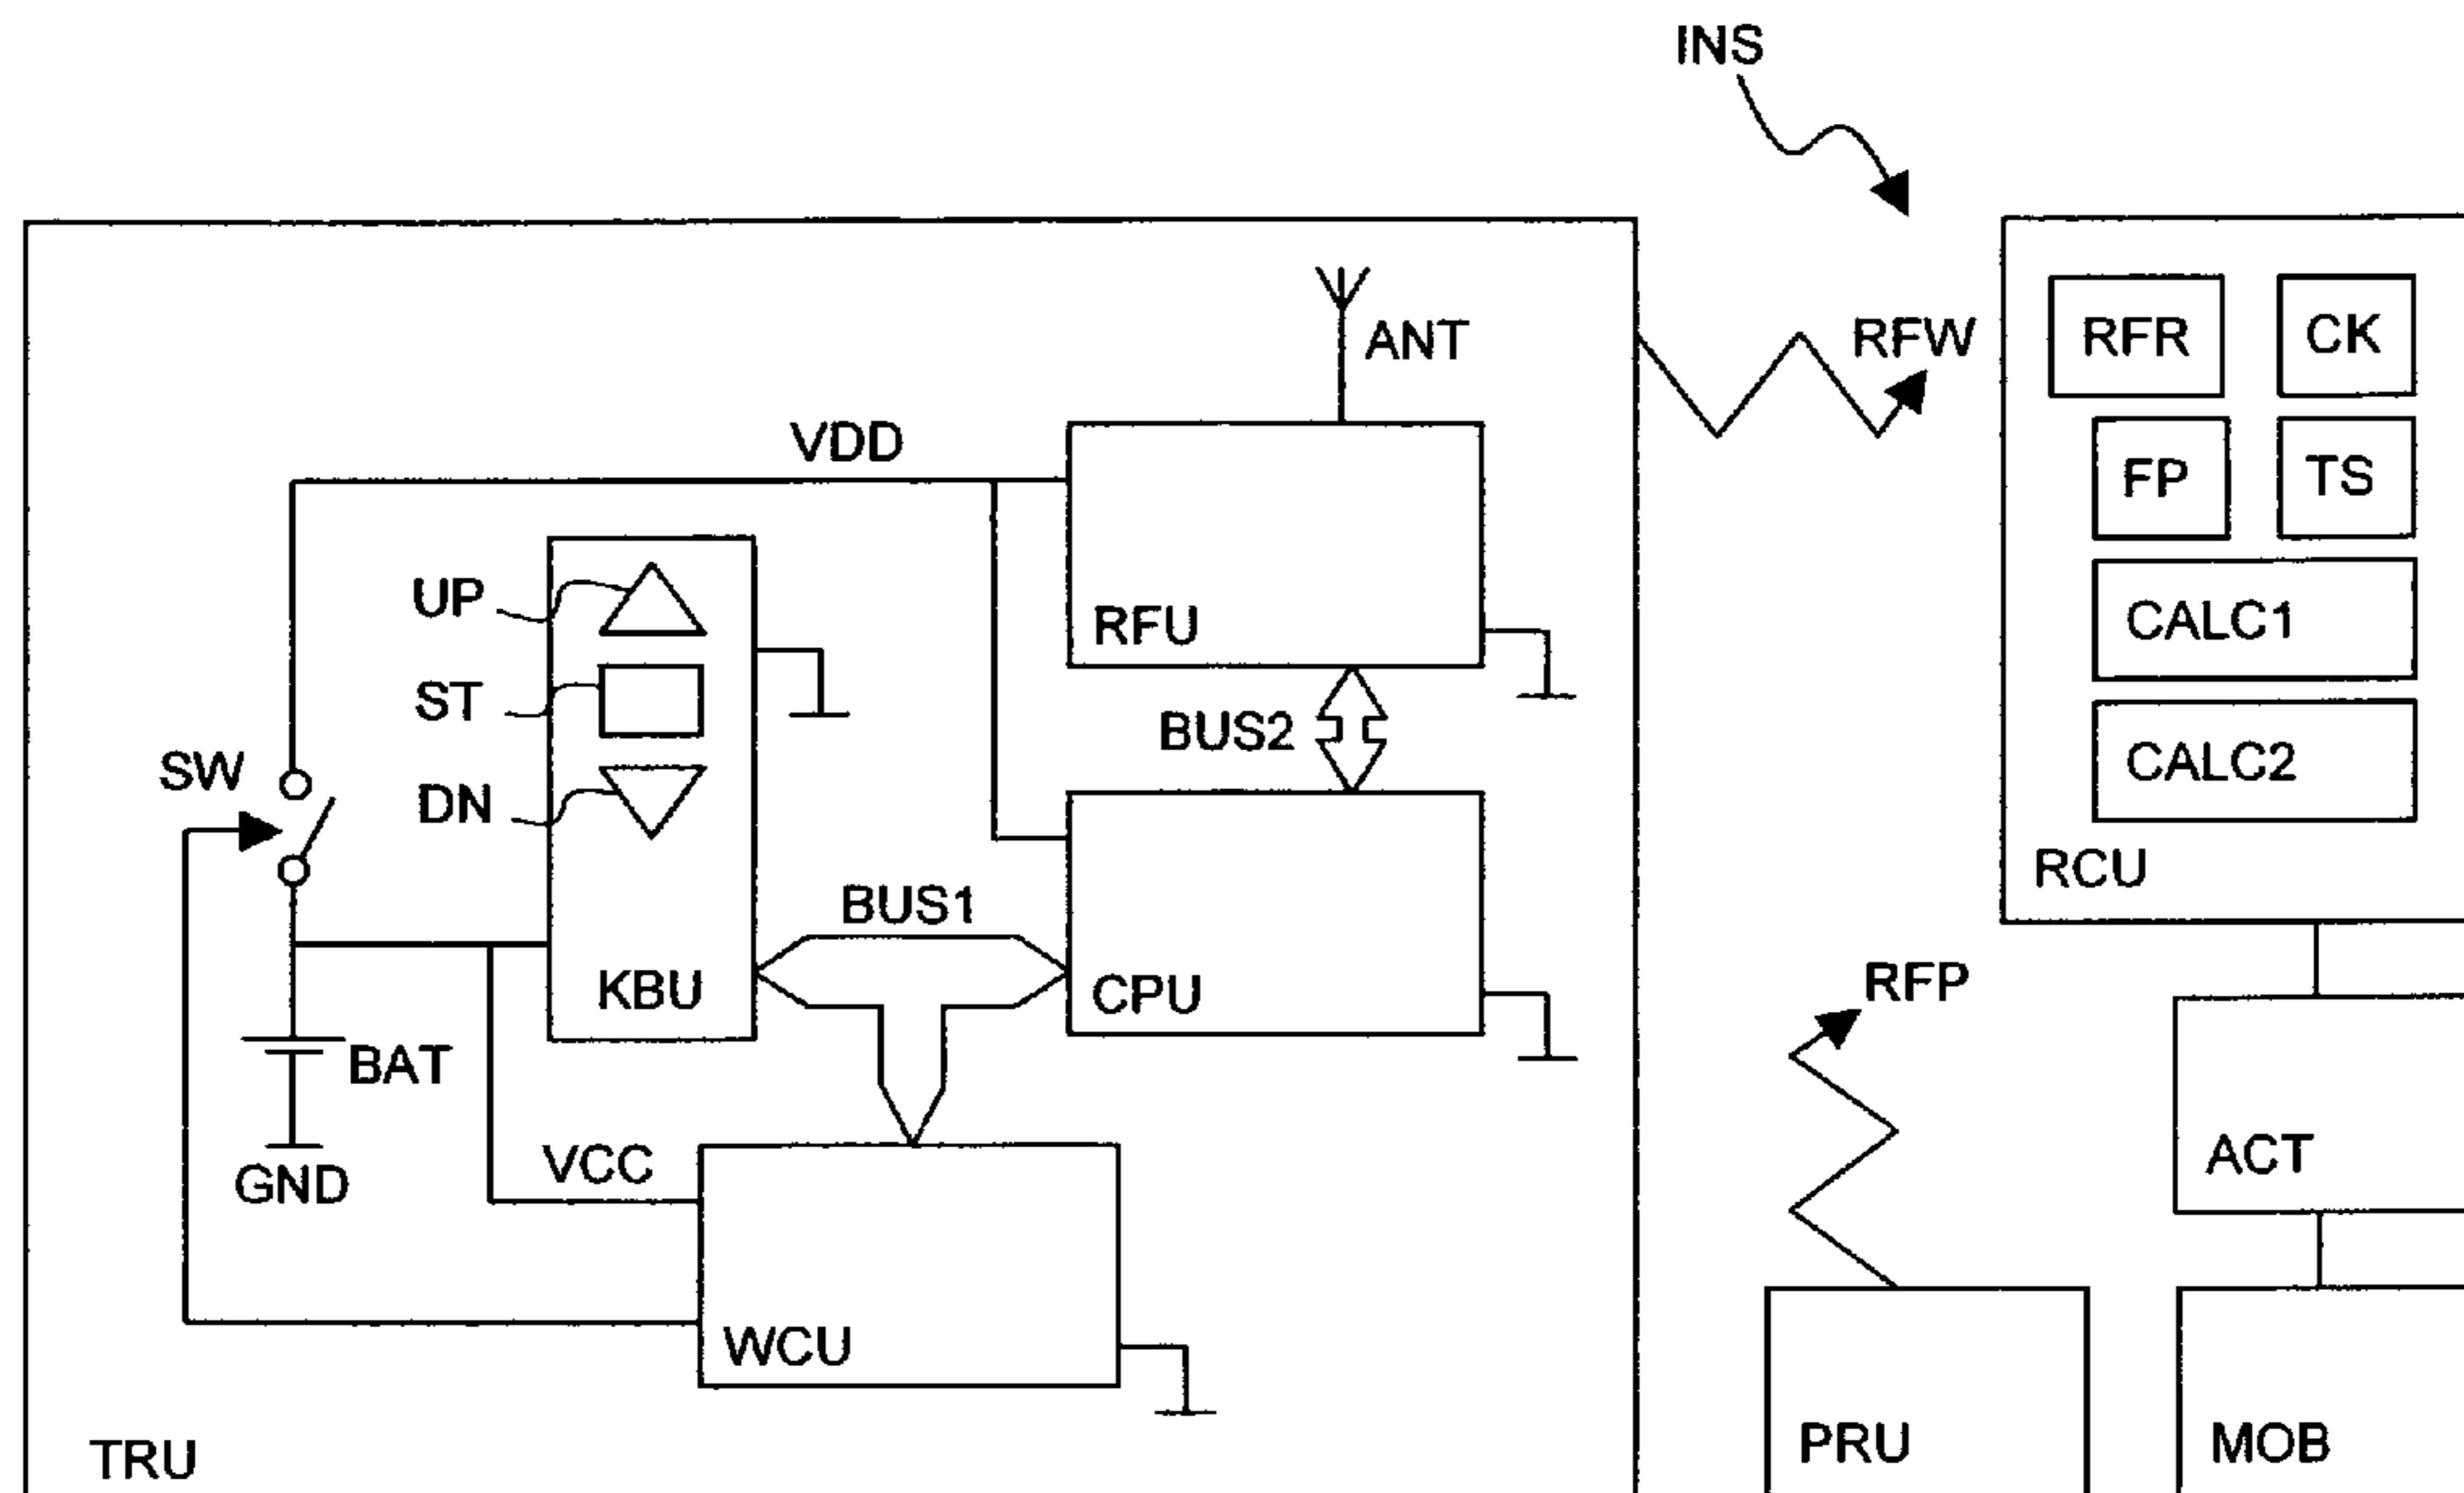 INS
ANT
RFW
RFR
CK
VDD
FP
TS
UP
RFU
CALC1
ST
BUS2
SW
DN
CALC2
RCU
BUS1
KBU
CPU
RFP
BAT
VCC
GND
ACT
WCU
TRU
PRU
MOB